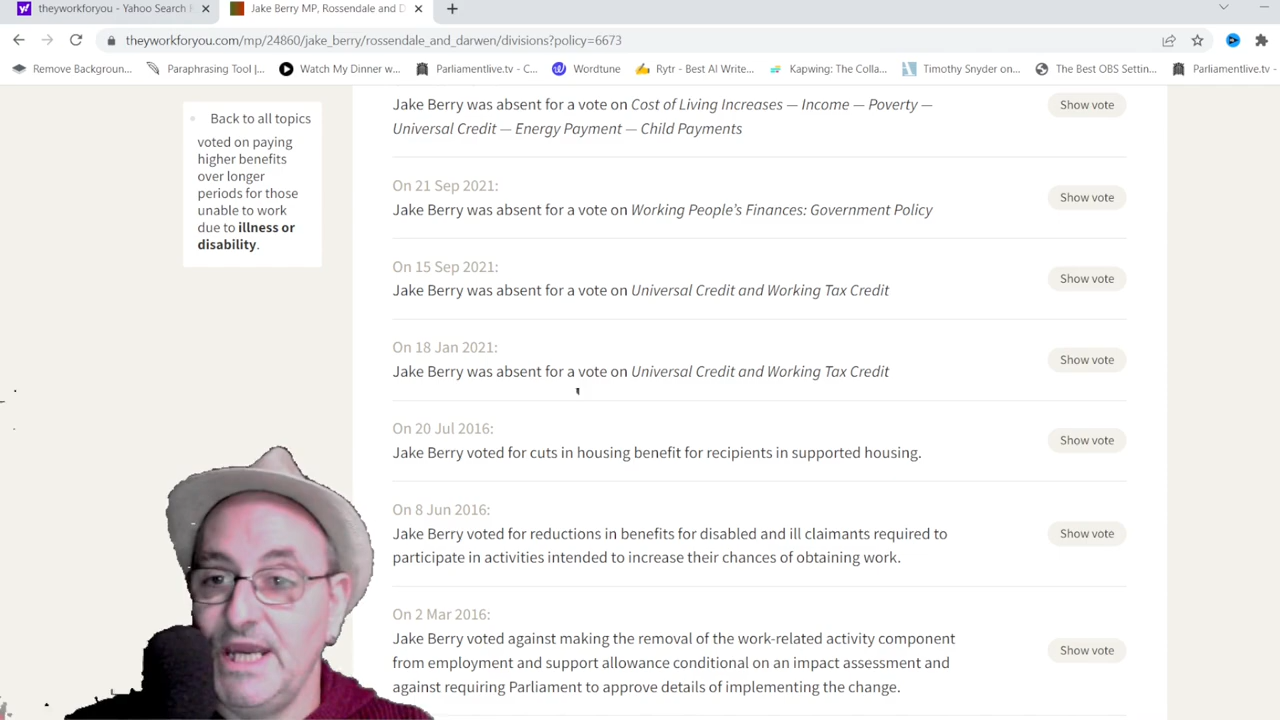 theyworkforyou - Yahoo Search
Jake Berry MP, Rossendale and D
theyworkforyou.com/mp/24860/jake_berry/rossendale_and_darwen/divisions?policy=6673
Remove Backgroun...
Paraphrasing Tool |...
Watch My Dinner w...
Parliamentlive.tv - C...
Wordtune
Rytr - Best AI Write...
Kapwing: The Colla...
Timothy Snyder on...
The Best OBS Settin...
Parliamentlive.tv -
Back to all topics
voted on paying
higher benefits
over longer
periods for those
unable to work
due to illness or
disability.
Jake Berry was absent for a vote on Cost of Living Increases — Income — Poverty —
Universal Credit — Energy Payment — Child Payments
Show vote
On 21 Sep 2021:
Jake Berry was absent for a vote on Working People's Finances: Government Policy
Show vote
On 15 Sep 2021:
Jake Berry was absent for a vote on Universal Credit and Working Tax Credit
Show vote
On 18 Jan 2021:
Jake Berry was absent for a vote on Universal Credit and Working Tax Credit
Show vote
On 20 Jul 2016:
Jake Berry voted for cuts in housing benefit for recipients in supported housing.
Show vote
On 8 Jun 2016:
Jake Berry voted for reductions in benefits for disabled and ill claimants required to
participate in activities intended to increase their chances of obtaining work.
Show vote
On 2 Mar 2016:
Jake Berry voted against making the removal of the work-related activity component
from employment and support allowance conditional on an impact assessment and
against requiring Parliament to approve details of implementing the change.
Show vote